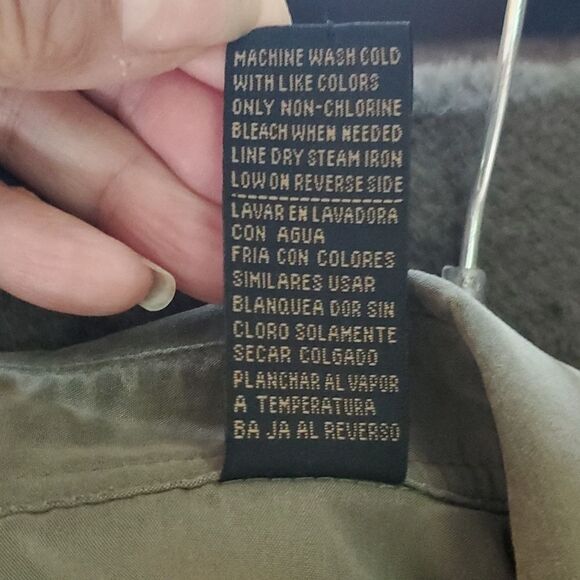 MACHINE WASH COLD
WITH LIKE COLORS
ONLY NON-CHLORINE
BLEACH WHEN NEEDED
LINE DRY STEAM IRON
LOW ON REVERSE SIDE
LAVAR EN LAVADORA
CON AGUA
FRIA CON COLORES
SIMILARES USAR
BLANQUEA DOR SIN
CLORO SOLAMENTE
SECAR COLGADO
PLANCHAR AL VAPOR
A TEMPERATURA
BA JA AL REVERSO